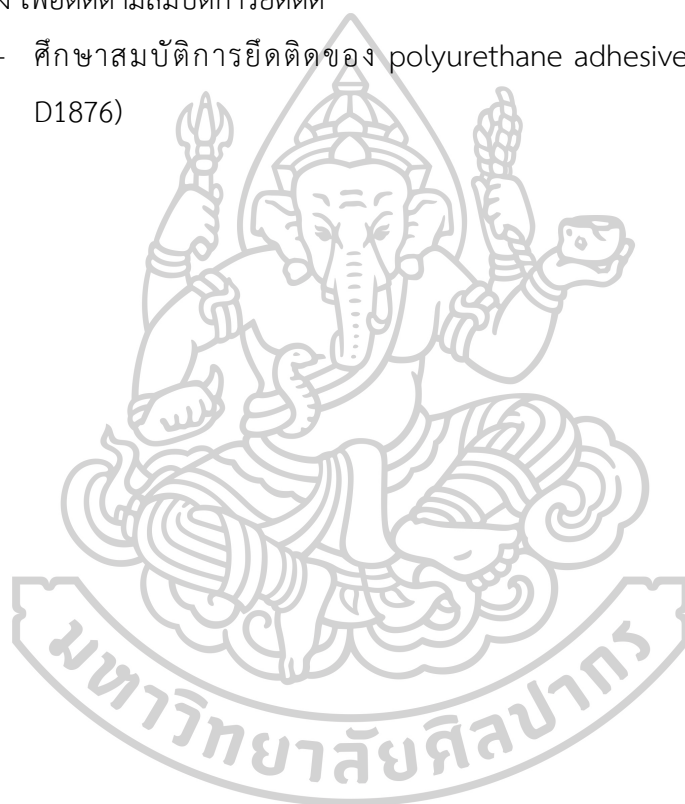 เพื่อติดตามสมบัติการยึดติด
- ศึกษาสมบัติการยึดติดของ polyurethane adhesive
D1876)
มหาวิทยาลัยศิลปากร